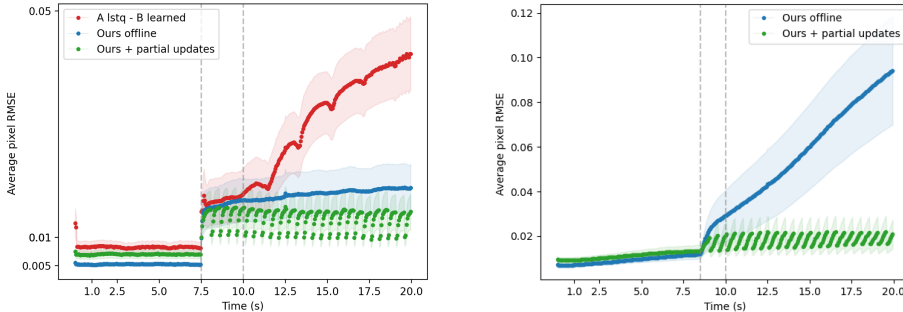 A lstq - B learned
Ours offline
Ours + partial updates
0.05
0.01
0.005
Average pixel RMSE
1.0 2.5 5.0 7.5 10.0 12.5 15.0 17.5 20.0
Time (s)
Ours offline
Ours + partial updates
0.12
0.10
0.08
0.06
0.04
0.02
Average pixel RMSE
1.0 2.5 5.0 7.5 10.0 12.5 15.0 17.5 20.0
Time (s)